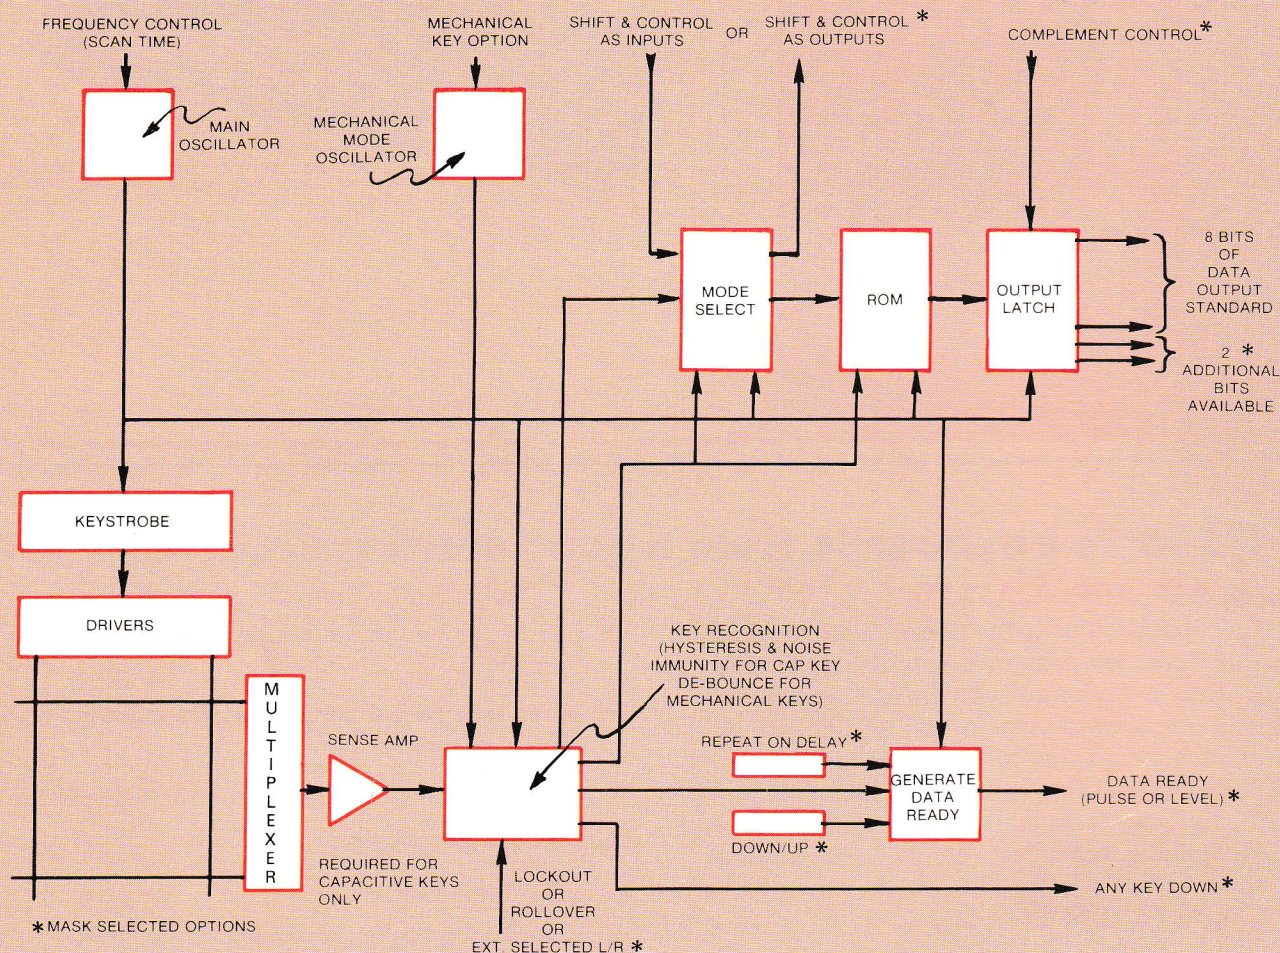 FREQUENCY CONTROL
(SCAN TIME)
MECHANICAL
KEY OPTION
SHIFT & CONTROL
AS INPUTS
OR
SHIFT & CONTROL *
AS OUTPUTS
COMPLEMENT CONTROL*
MAIN
OSCILLATOR
MECHANICAL
MODE
OSCILLATOR
MODE
SELECT
ROM
OUTPUT
LATCH
8 BITS
OF
DATA
OUTPUT
STANDARD
2 *
ADDITIONAL
BITS
AVAILABLE
KEYSTROBE
DRIVERS
MULTIPLEXER
SENSE AMP
REQUIRED FOR
CAPACITIVE KEYS
ONLY
KEY RECOGNITION
(HYSTERESIS & NOISE
IMMUNITY FOR CAP KEY
DE-BOUNCE FOR
MECHANICAL KEYS)
REPEAT ON DELAY*
DOWN/UP *
GENERATE
DATA
READY
DATA READY
(PULSE OR LEVEL) *
ANY KEY DOWN*
LOCKOUT
OR
ROLLOVER
OR
EXT. SELECTED L/R *
*MASK SELECTED OPTIONS